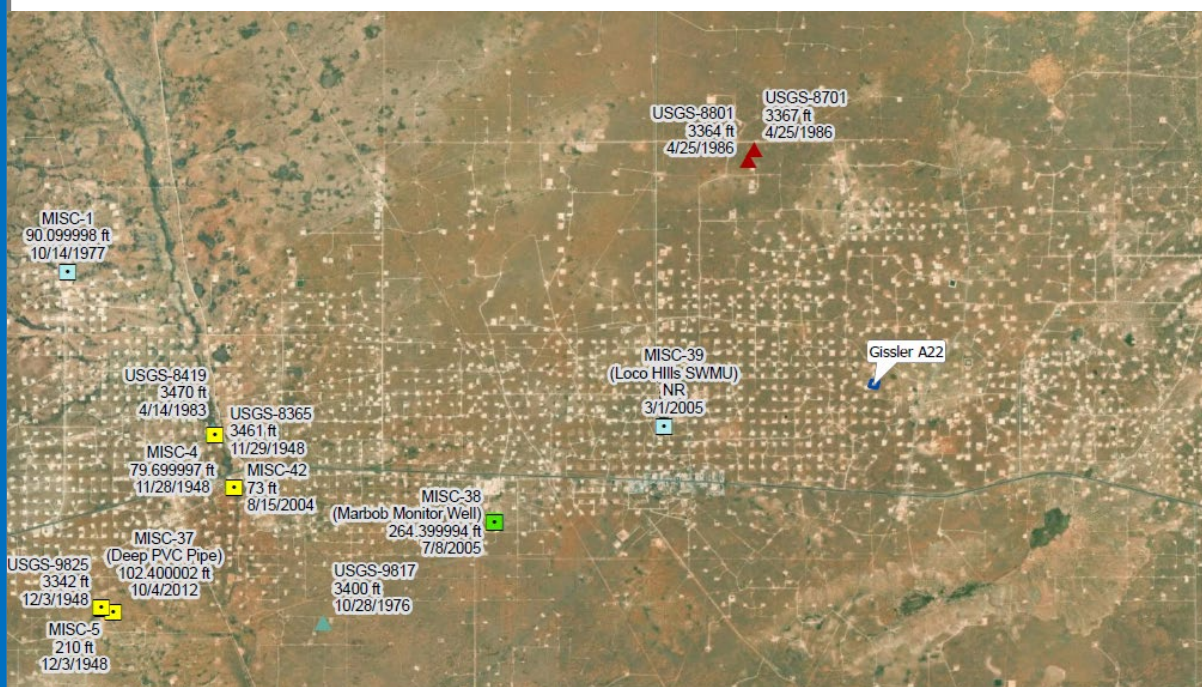 USGS-8701
3367 ft
4/25/1986
USGS-8801
3364 ft
4/25/1986
MISC-1
90.099998 ft
10/14/1977
Gissler A22
MISC-39
(Loco HIlls SWMU)
NR
3/1/2005
USGS-8419
3470 ft
4/14/1983
USGS-8365
3461 ft
11/29/1948
MISC-4
79.699997 ft
11/28/1948
MISC-42
73 ft
8/15/2004
MISC-38
(Marbob Monitor Well)
264.399994 ft
7/8/2005
MISC-37
(Deep PVC Pipe)
102.400002 ft
10/4/2012
USGS-9825
3342 ft
12/3/1948
USGS-9817
3400 ft
10/28/1976
MISC-5
210 ft
12/3/1948